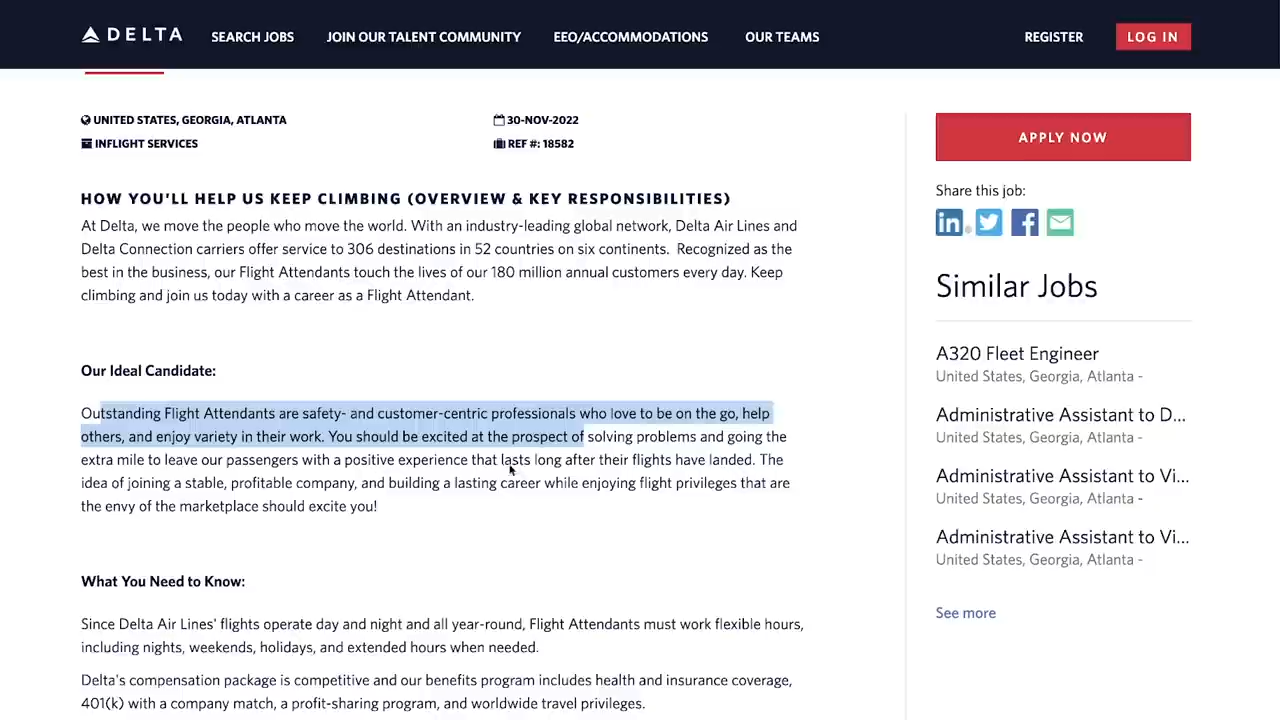 DELTA SEARCH JOBS JOIN OUR TALENT COMMUNITY EEO/ACCOMMODATIONS OUR TEAMS REGISTER LOG IN
UNITED STATES, GEORGIA, ATLANTA
30-NOV-2022
INFLIGHT SERVICES
REF #: 18582
HOW YOU'LL HELP US KEEP CLIMBING (OVERVIEW & KEY RESPONSIBILITIES)
At Delta, we move the people who move the world. With an industry-leading global network, Delta Air Lines and
Delta Connection carriers offer service to 306 destinations in 52 countries on six continents.  Recognized as the
best in the business, our Flight Attendants touch the lives of our 180 million annual customers every day. Keep
climbing and join us today with a career as a Flight Attendant.
Our Ideal Candidate:
Outstanding Flight Attendants are safety- and customer-centric professionals who love to be on the go, help
others, and enjoy variety in their work. You should be excited at the prospect of solving problems and going the
extra mile to leave our passengers with a positive experience that lasts long after their flights have landed. The
idea of joining a stable, profitable company, and building a lasting career while enjoying flight privileges that are
the envy of the marketplace should excite you!
What You Need to Know:
Since Delta Air Lines' flights operate day and night and all year-round, Flight Attendants must work flexible hours,
including nights, weekends, holidays, and extended hours when needed.
Delta's compensation package is competitive and our benefits program includes health and insurance coverage,
401(k) with a company match, a profit-sharing program, and worldwide travel privileges.
APPLY NOW
Share this job:
Similar Jobs
A320 Fleet Engineer
United States, Georgia, Atlanta -
Administrative Assistant to D...
United States, Georgia, Atlanta -
Administrative Assistant to Vi...
United States, Georgia, Atlanta -
Administrative Assistant to Vi...
United States, Georgia, Atlanta -
See more